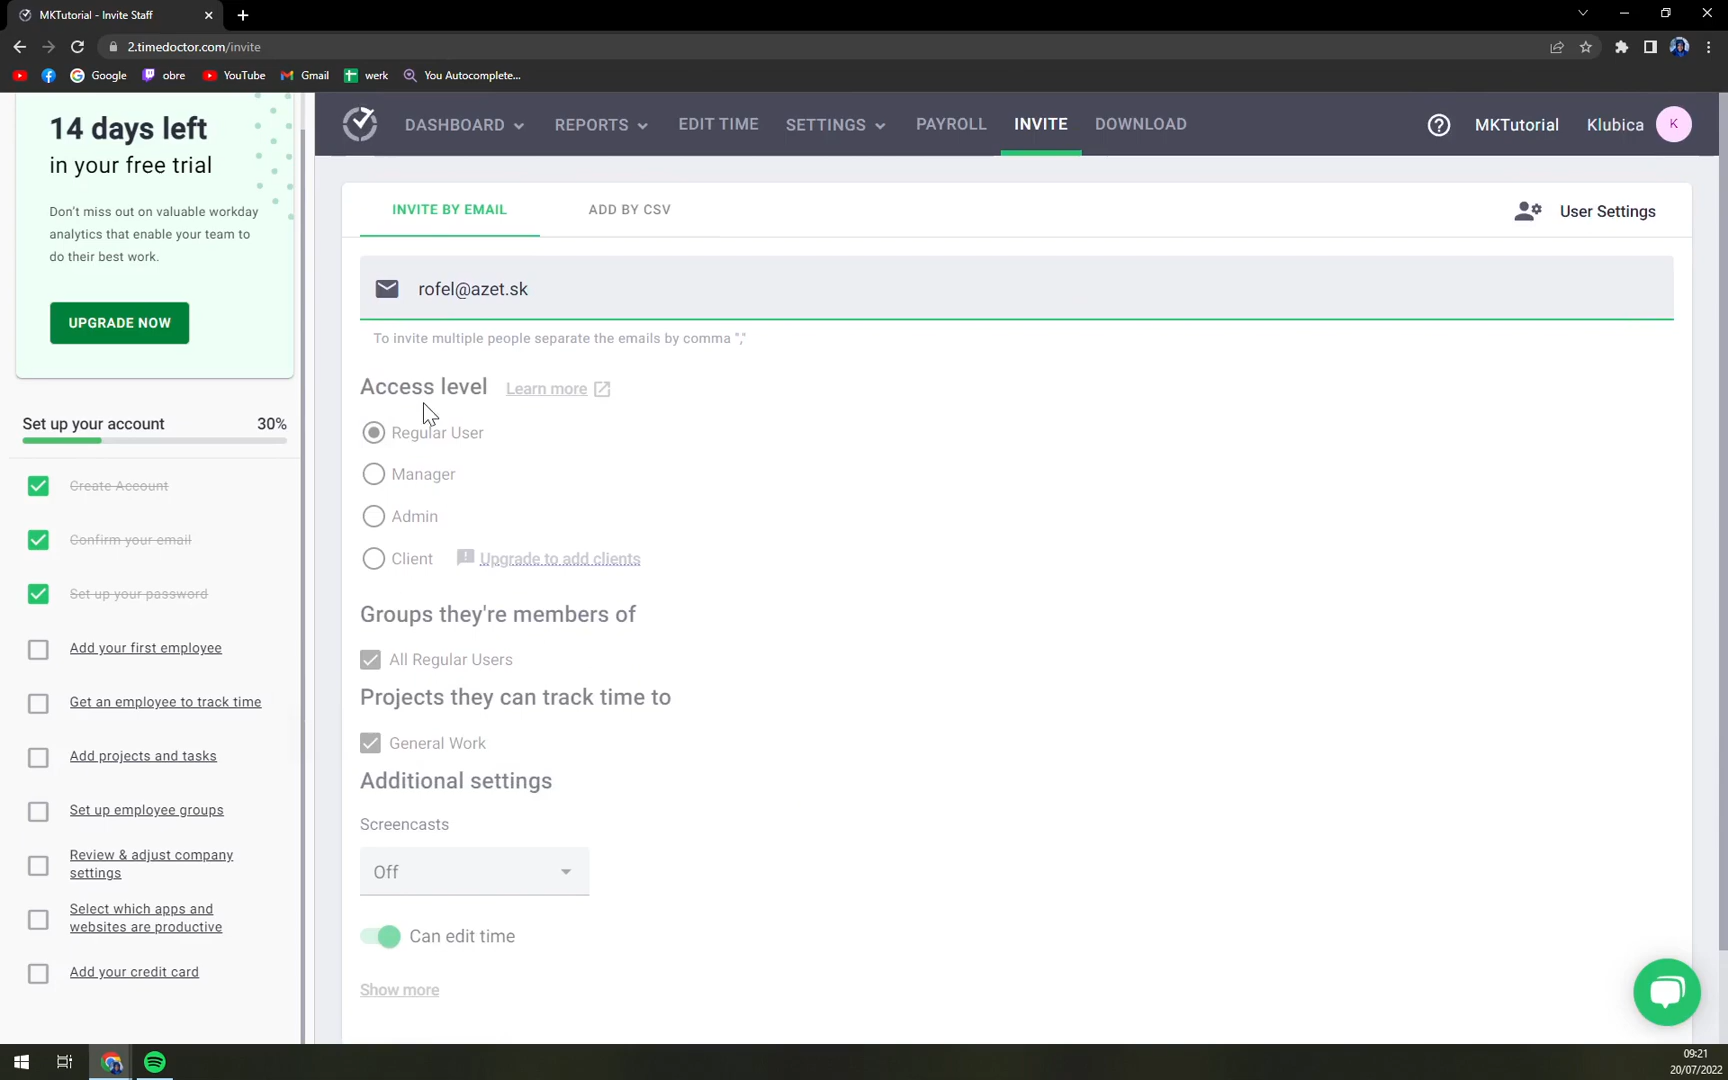 MKTutorial - Invite Staff
2.timedoctor.com/invite
Google
obre
YouTube
Gmail
werk
You Autocomplete...
DASHBOARD
REPORTS
EDIT TIME
SETTINGS
PAYROLL
INVITE
DOWNLOAD
MKTutorial
Klubica
K
14 days left
in your free trial
Don't miss out on valuable workday
analytics that enable your team to
do their best work.
UPGRADE NOW
Set up your account 30%
Create Account
Confirm your email
Set up your password
Add your first employee
Get an employee to track time
Add projects and tasks
Set up employee groups
Review & adjust company
settings
Select which apps and
websites are productive
Add your credit card
INVITE BY EMAIL
ADD BY CSV
User Settings
rofel@azet.sk
To invite multiple people separate the emails by comma ","
Access level Learn more
Regular User
Manager
Admin
Client Upgrade to add clients
Groups they're members of
All Regular Users
Projects they can track time to
General Work
Additional settings
Screencasts
Off
Can edit time
Show more
09:21
20/07/2022